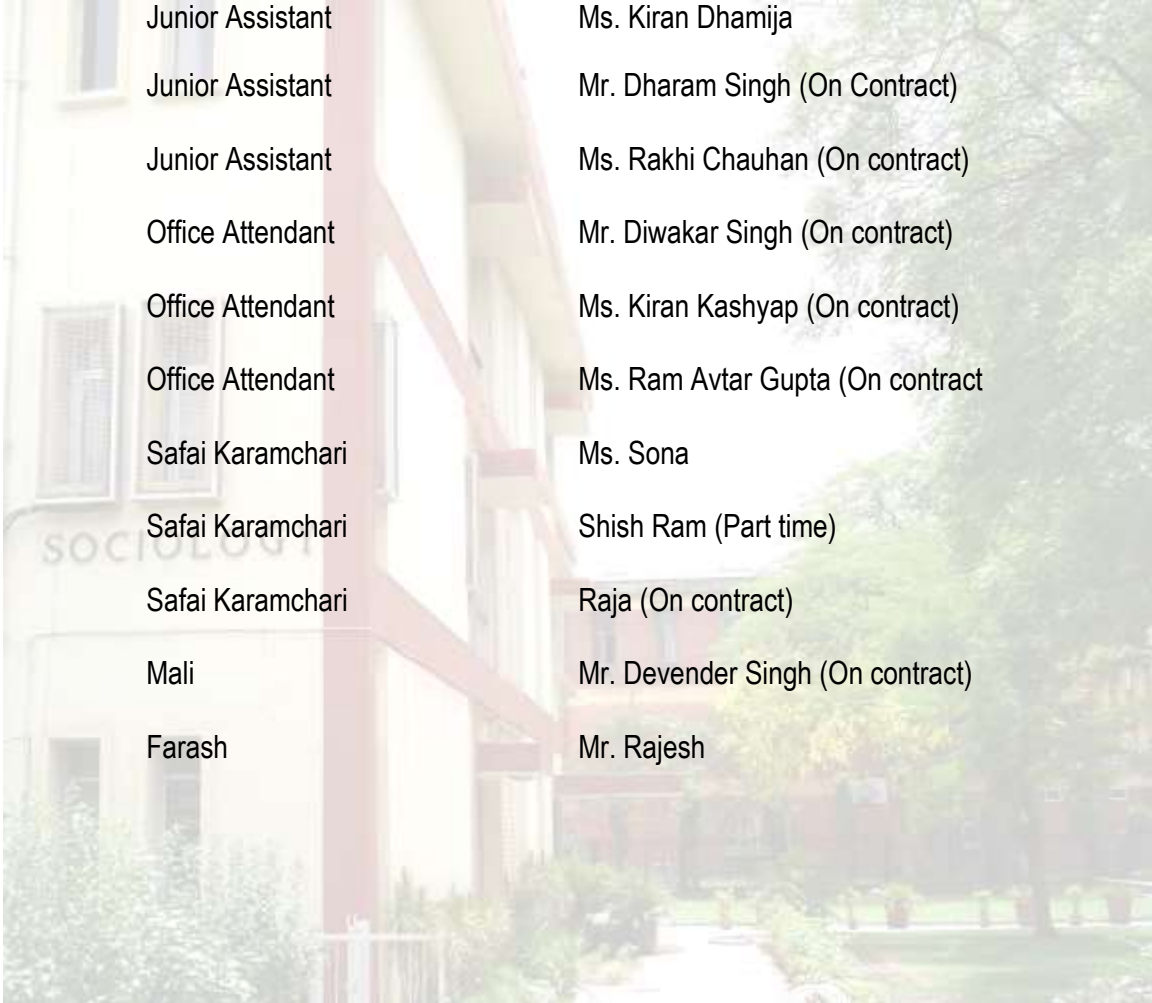 Junior Assistant Ms. Kiran Dhamija
Junior Assistant Mr. Dharam Singh (On Contract)
Junior Assistant Ms. Rakhi Chauhan (On contract)
Office Attendant Mr. Diwakar Singh (On contract)
Office Attendant Ms. Kiran Kashyap (On contract)
Office Attendant Ms. Ram Avtar Gupta (On contract
Safai Karamchari Ms. Sona
Safai Karamchari Shish Ram (Part time)
SOCIOLOGY
Safai Karamchari Raja (On contract)
Mali Mr. Devender Singh (On contract)
Farash Mr. Rajesh